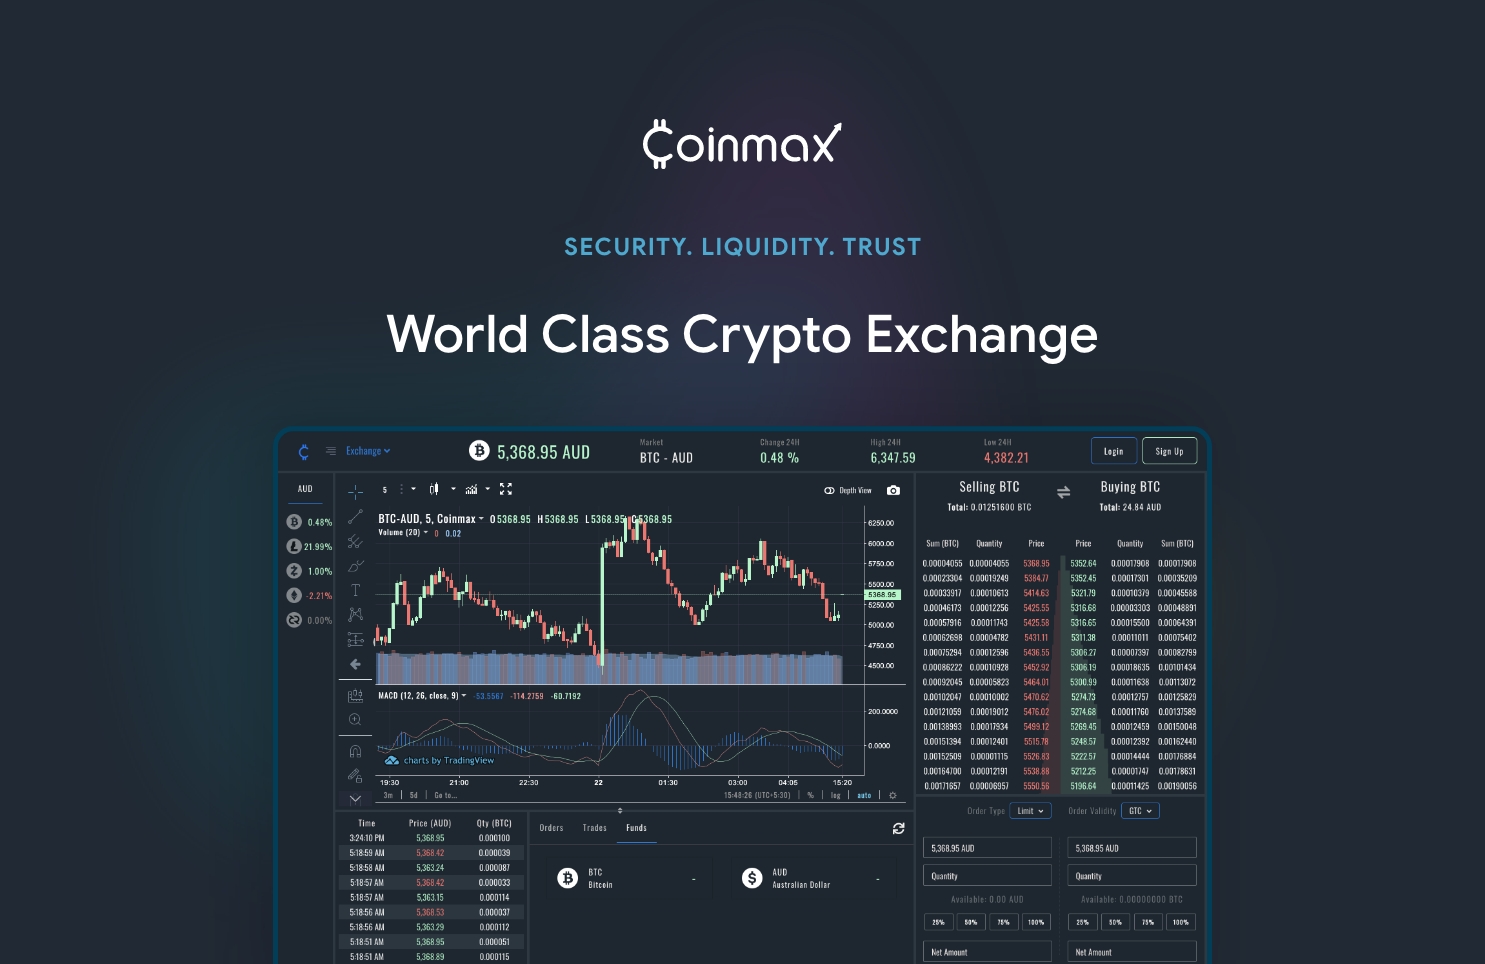 Coinmax
SECURITY. LIQUIDITY. TRUST
World Class Crypto Exchange
Exchange
5,368.95 AUD
Market
BTC - AUD
Change 24H
0.48 %
High 24H
6,347.59
Low 24H
4,382.21
Login
Sign Up
AUD
0.48%
21.99%
1.00%
-2.21%
0.00%
5
Depth View
BTC-AUD, 5, Coinmax O5368.95 H5368.95 L5368.95 C5368.95
Volume (20) 0 0.02
6250.00
6000.00
5750.00
5500.00
5368.95
5250.00
5000.00
4750.00
4500.00
MACD (12, 26, close, 9) -53.5567 -114.2759 -60.7192
200.0000
0.0000
charts by TradingView
19:30 21:00 22:30 22 01:30 03:00 04:05 15:20
3m 5d Go to... 15:48:26 (UTC+5:30) % log auto
Selling BTC
Total: 0.01251600 BTC
Buying BTC
Total: 24.84 AUD
Sum (BTC) Quantity Price Price Quantity Sum (BTC)
0.00004055 0.00004055 5368.95 5352.64 0.00017908 0.00017908
0.00023304 0.00019249 5384.77 5352.45 0.00017301 0.00035209
0.00033917 0.00010613 5414.63 5321.79 0.00010379 0.00045588
0.00046173 0.00012256 5425.55 5316.68 0.00003303 0.00048891
0.00057916 0.00011743 5425.58 5316.65 0.00015500 0.00064391
0.00062698 0.00004782 5431.11 5311.38 0.00011011 0.00075402
0.00075294 0.00012596 5436.55 5306.27 0.00007397 0.00082799
0.00086222 0.00010928 5452.92 5306.19 0.00018635 0.00101434
0.00092045 0.00005823 5464.01 5300.99 0.00011638 0.00113072
0.00102047 0.00010002 5470.62 5274.73 0.00012757 0.00125829
0.00121059 0.00019012 5476.02 5274.68 0.00011760 0.00137589
0.00138993 0.00017934 5499.12 5269.45 0.00012459 0.00150048
0.00151394 0.00012401 5515.78 5248.57 0.00012392 0.00162440
0.00152509 0.00001115 5526.83 5222.57 0.00014444 0.00176884
0.00164700 0.00012191 5538.88 5212.25 0.00001747 0.00178631
0.00171657 0.00006957 5550.56 5196.64 0.00011425 0.00190056
Order Type Limit Order Validity GTC
5,368.95 AUD
5,368.95 AUD
Quantity
Quantity
Available: 0.00 AUD
Available: 0.00000000 BTC
25% 50% 75% 100%
25% 50% 75% 100%
Net Amount
Net Amount
Time Price (AUD) Qty (BTC)
3:24:10 PM 5,368.95 0.000100
5:18:59 AM 5,368.42 0.000039
5:18:58 AM 5,363.24 0.000087
5:18:57 AM 5,368.42 0.000033
5:18:57 AM 5,363.15 0.000114
5:18:56 AM 5,368.53 0.000037
5:18:56 AM 5,363.29 0.000112
5:18:51 AM 5,368.95 0.000051
5:18:51 AM 5,368.89 0.000115
Orders Trades Funds
BTC
Bitcoin
-
AUD
Australian Dollar
-